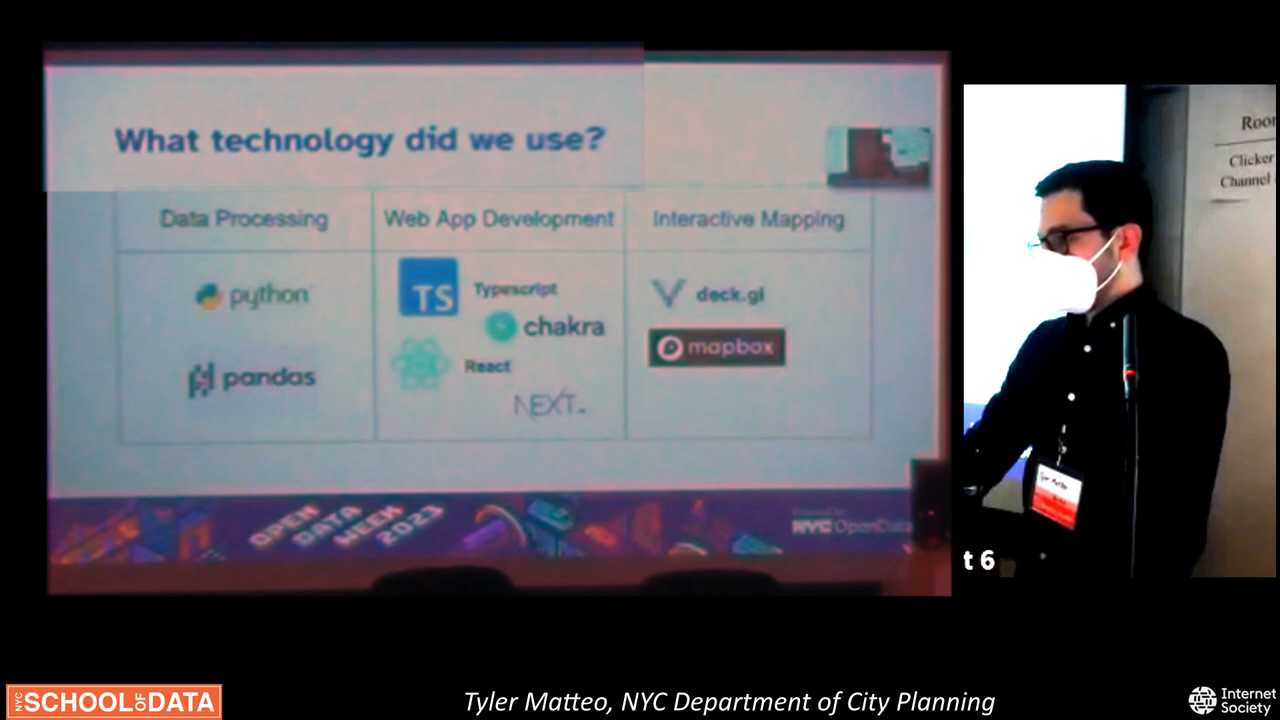 What technology did we use?
Data Processing
Web App Development
Interactive Mapping
python
pandas
TS
Typescript
chakra
React
NEXT.
deck.gl
mapbox
OPEN
DATA
WEEK
2023
Powered by
NYC OpenData
Clicker
Channel
t 6
NYC SCHOOL OF DATA
Tyler Matteo, NYC Department of City Planning
Internet
Society